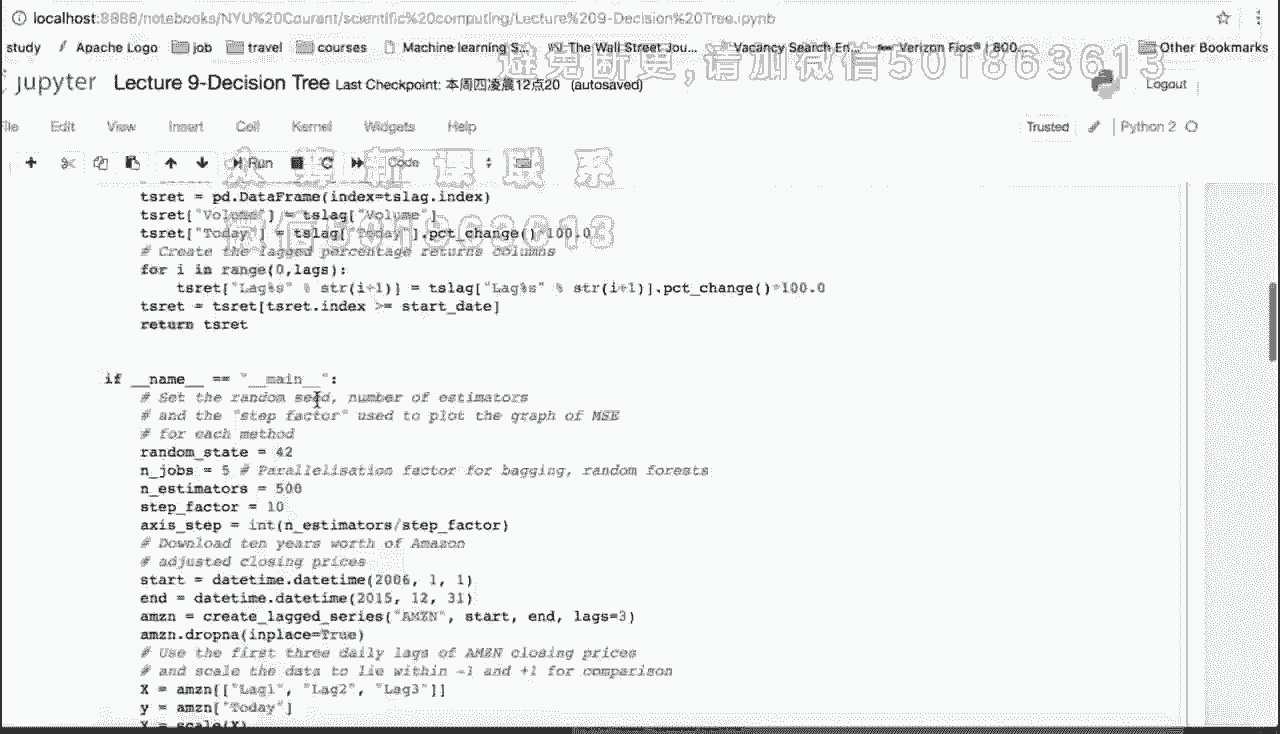 localhost:8888/notebooks/NYU%20Courant/scientific%20computing/Lecture%209-Decision%20Tree.ipynb
study Apache Logo job travel courses Machine learning S... The Wall Street Jou... Vacancy Search En... Verizon Fios® | 800... Other Bookmarks
避免断更,请加微信501863613
jupyter Lecture 9-Decision Tree Last Checkpoint: 本周四凌晨12点20 (autosaved) Logout
File Edit View Insert Cell Kernel Widgets Help Trusted Python 2
Run Code
微信501863613
tsret = pd.DataFrame(index=tslag.index)
tsret["Volume"] = tslag["Volume"]
tsret["Today"] = tslag["Today"].pct_change()*100.0
# Create the lagged percentage returns columns
for i in range(0,lags):
tsret["Lag%s" % str(i+1)] = tslag["Lag%s" % str(i+1)].pct_change()*100.0
tsret = tsret[tsret.index >= start_date]
return tsret
if __name__ == "__main__":
# Set the random seed, number of estimators
# and the "step factor" used to plot the graph of MSE
# for each method
random_state = 42
n_jobs = 5 # Parallelisation factor for bagging, random forests
n_estimators = 500
step_factor = 10
axis_step = int(n_estimators/step_factor)
# Download ten years worth of Amazon
# adjusted closing prices
start = datetime.datetime(2006, 1, 1)
end = datetime.datetime(2015, 12, 31)
amzn = create_lagged_series("AMZN", start, end, lags=3)
amzn.dropna(inplace=True)
# Use the first three daily lags of AMZN closing prices
# and scale the data to lie within -1 and +1 for comparison
X = amzn[["Lag1", "Lag2", "Lag3"]]
y = amzn["Today"]
X = scale(X)